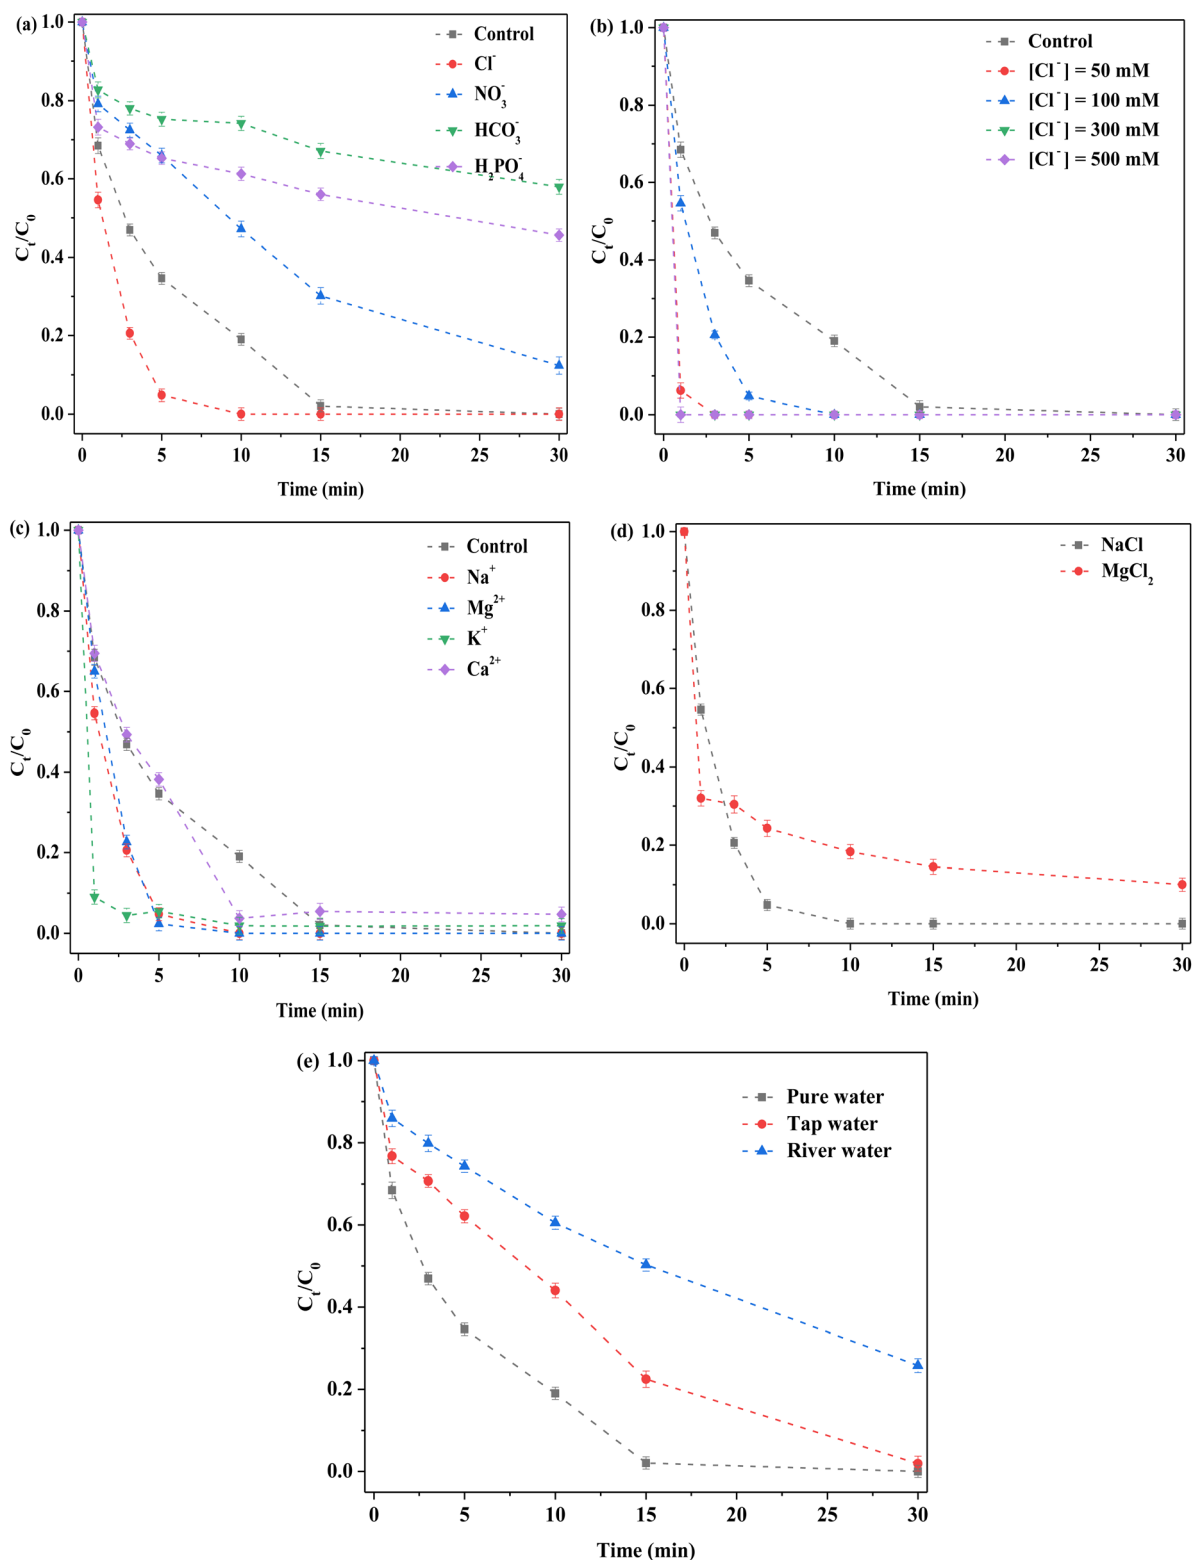 (a)
Control
Cl⁻
NO₃⁻
HCO₃⁻
H₂PO₄⁻
1.0
0.8
0.6
0.4
0.2
0.0
Cₜ/C₀
0 5 10 15 20 25 30
Time (min)
(b)
Control
[Cl⁻] = 50 mM
[Cl⁻] = 100 mM
[Cl⁻] = 300 mM
[Cl⁻] = 500 mM
1.0
0.8
0.6
0.4
0.2
0.0
Cₜ/C₀
0 5 10 15 20 25 30
Time (min)
(c)
Control
Na⁺
Mg²⁺
K⁺
Ca²⁺
1.0
0.8
0.6
0.4
0.2
0.0
Cₜ/C₀
0 5 10 15 20 25 30
Time (min)
(d)
NaCl
MgCl₂
1.0
0.8
0.6
0.4
0.2
0.0
Cₜ/C₀
0 5 10 15 20 25 30
Time (min)
(e)
Pure water
Tap water
River water
1.0
0.8
0.6
0.4
0.2
0.0
Cₜ/C₀
0 5 10 15 20 25 30
Time (min)